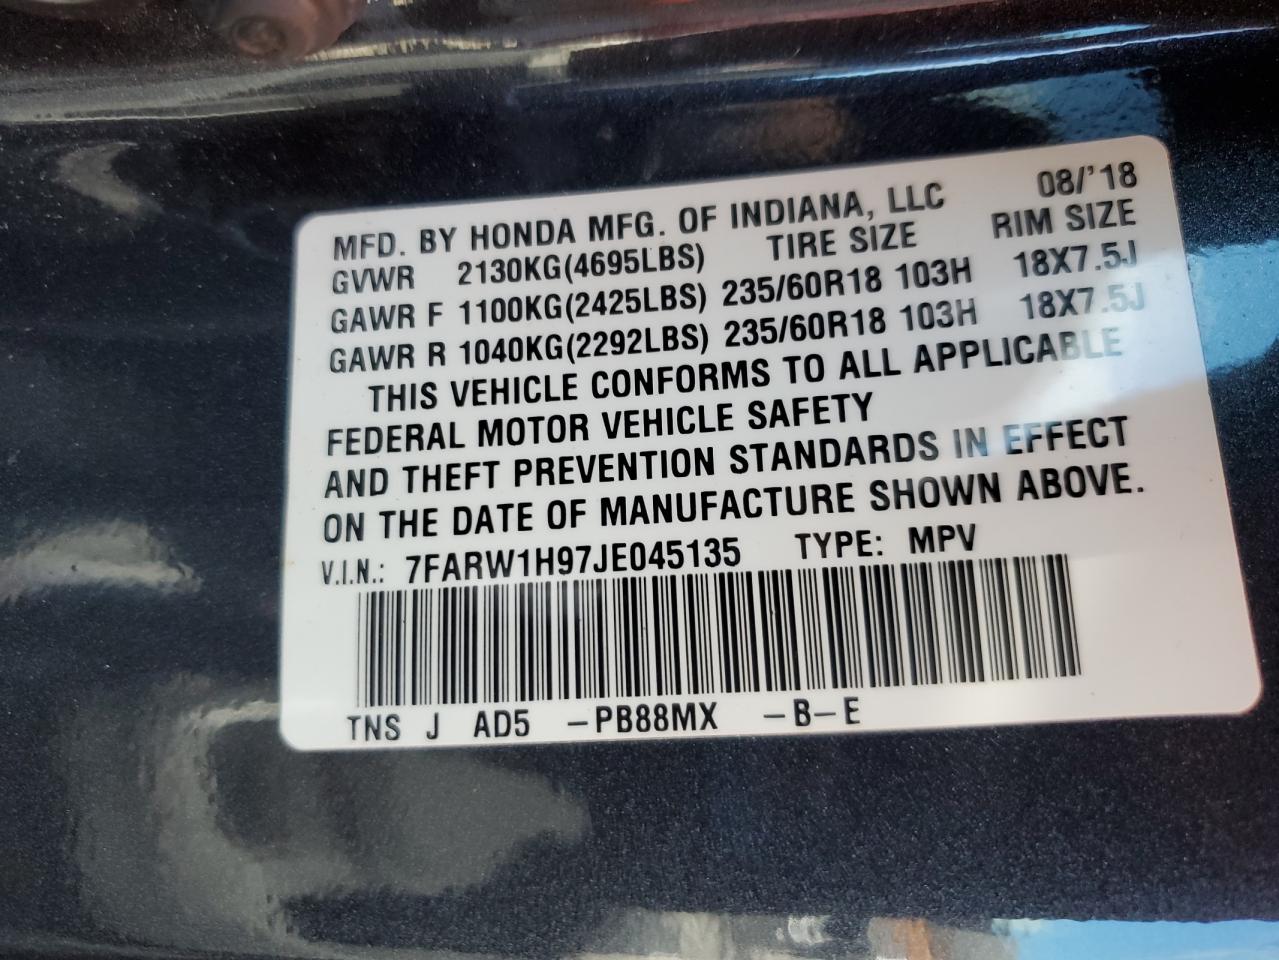 MFD. BY HONDA MFG. OF INDIANA, LLC 08/'18
GVWR 2130KG(4695LBS) TIRE SIZE RIM SIZE
GAWR F 1100KG(2425LBS) 235/60R18 103H 18X7.5J
GAWR R 1040KG(2292LBS) 235/60R18 103H 18X7.5J
THIS VEHICLE CONFORMS TO ALL APPLICABLE
FEDERAL MOTOR VEHICLE SAFETY
AND THEFT PREVENTION STANDARDS IN EFFECT
ON THE DATE OF MANUFACTURE SHOWN ABOVE.
V.I.N.: 7FARW1H97JE045135 TYPE: MPV
TNS J AD5 -PB88MX -B-E